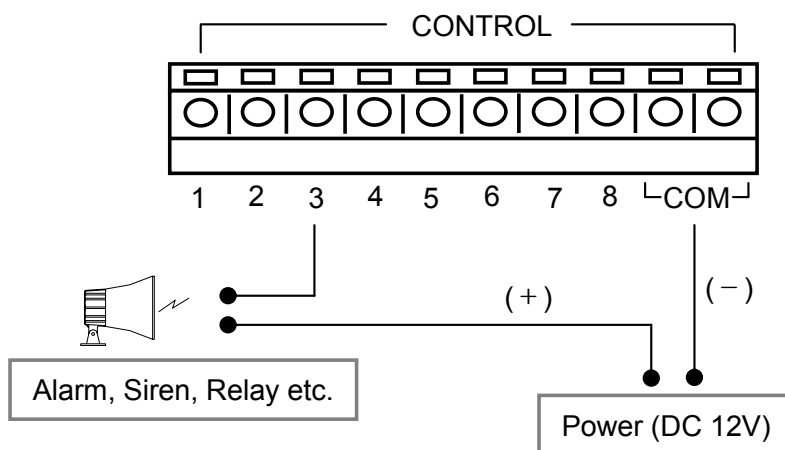 CONTROL
1 2 3 4 5 6 7 8 COM
(+) (−)
Alarm, Siren, Relay etc.
Power (DC 12V)